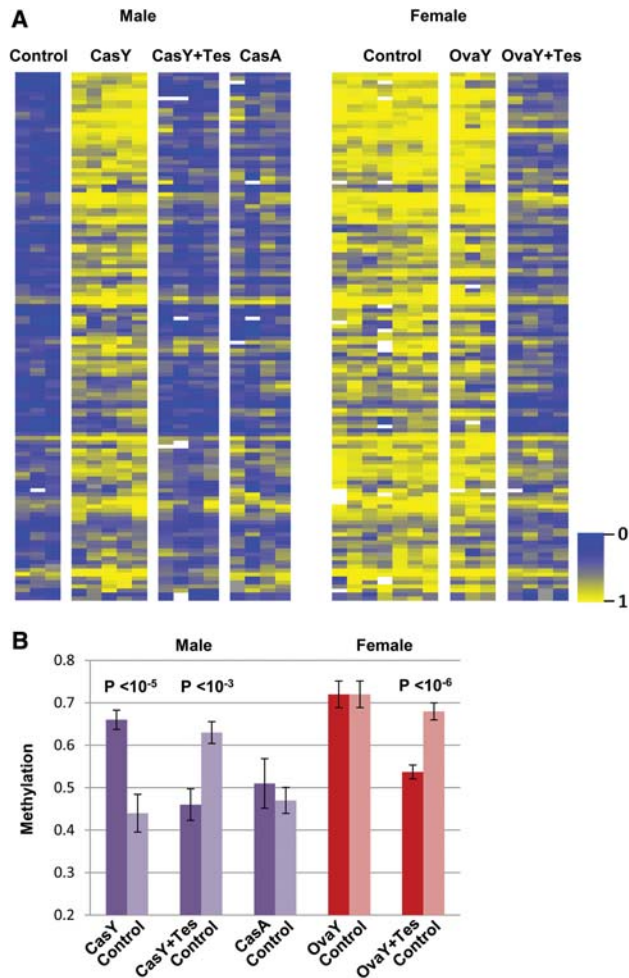 A
Male Female
Control CasY CasY+Tes CasA Control OvaY OvaY+Tes
0
1
B
Male Female
P <10-5 P <10-3 P <10-6
0.8
0.7
0.6
0.5
0.4
0.3
0.2
Methylation
CasY
Control
CasY+Tes
Control
CasA
Control
OvaY
Control
OvaY+Tes
Control